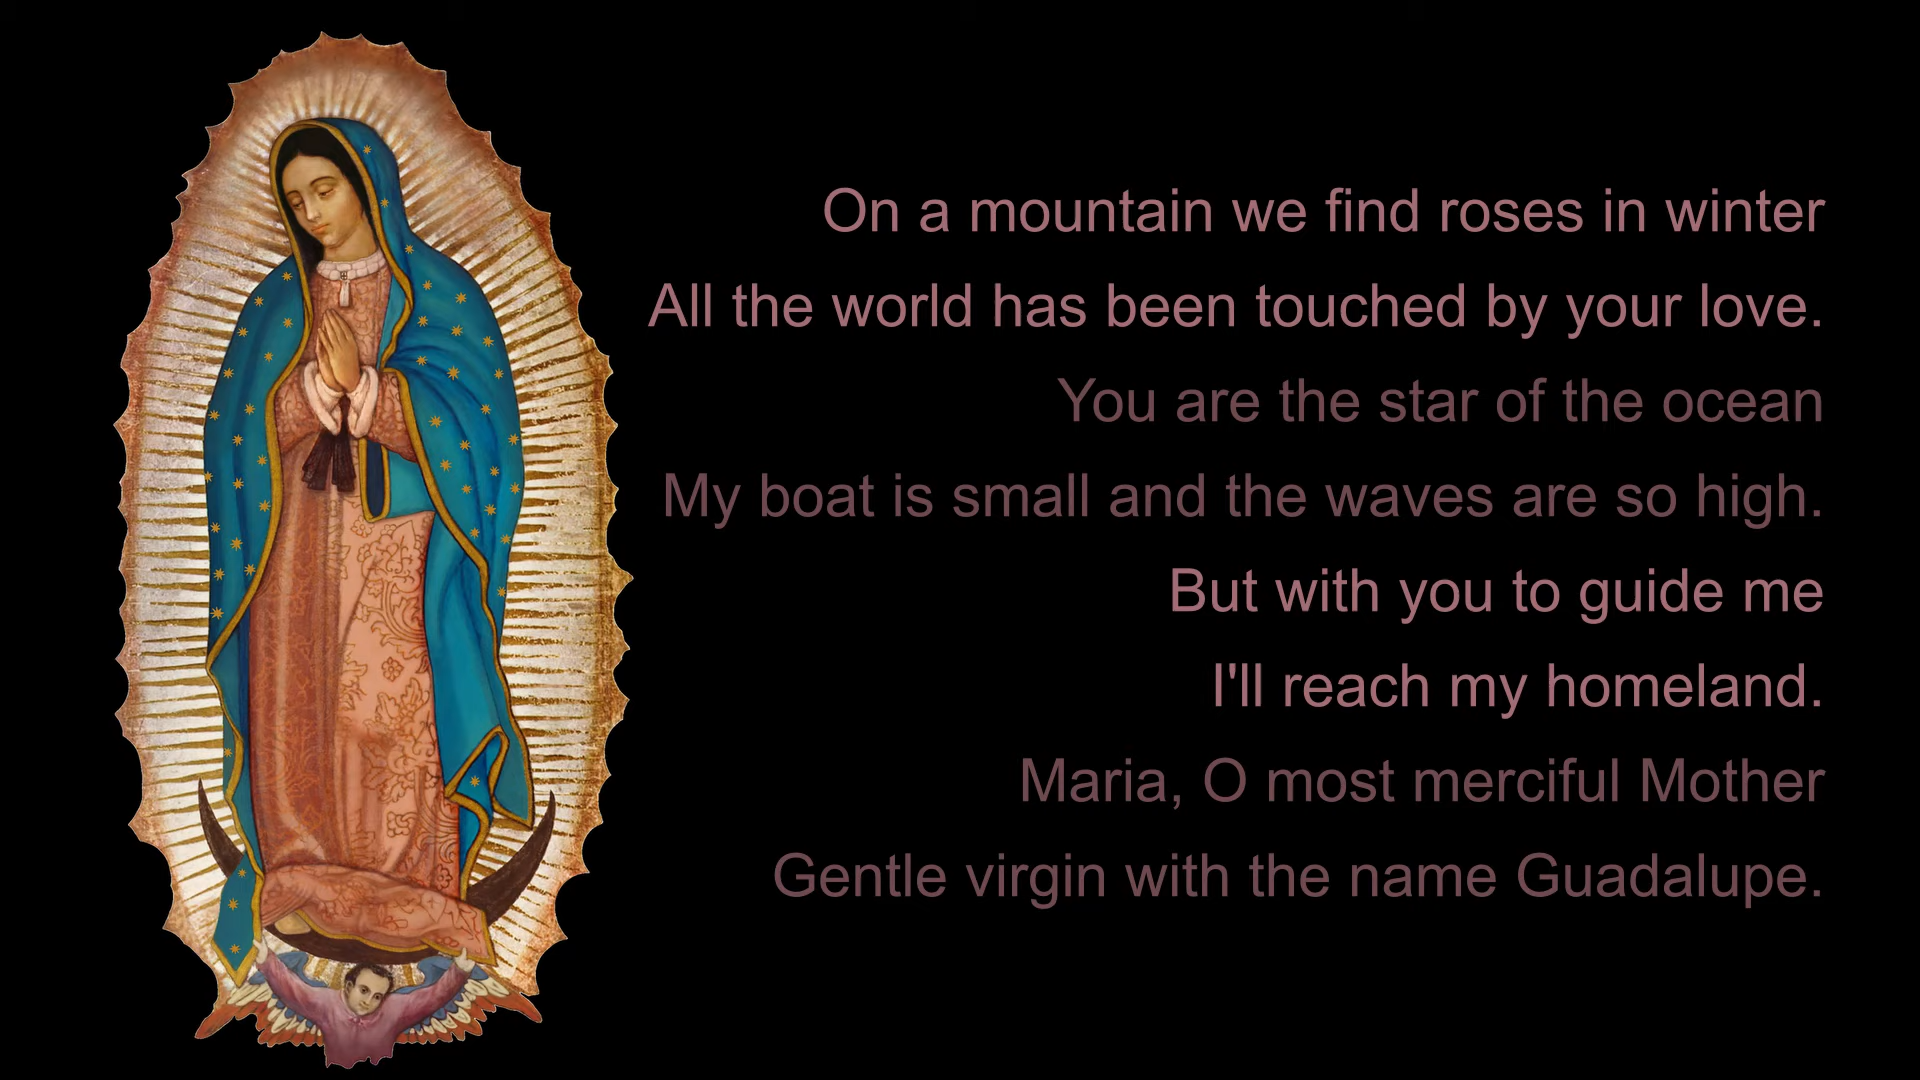 On a mountain we find roses in winter
All the world has been touched by your love.
You are the star of the ocean
My boat is small and the waves are so high.
But with you to guide me
I'll reach my homeland.
Maria, O most merciful Mother
Gentle virgin with the name Guadalupe.